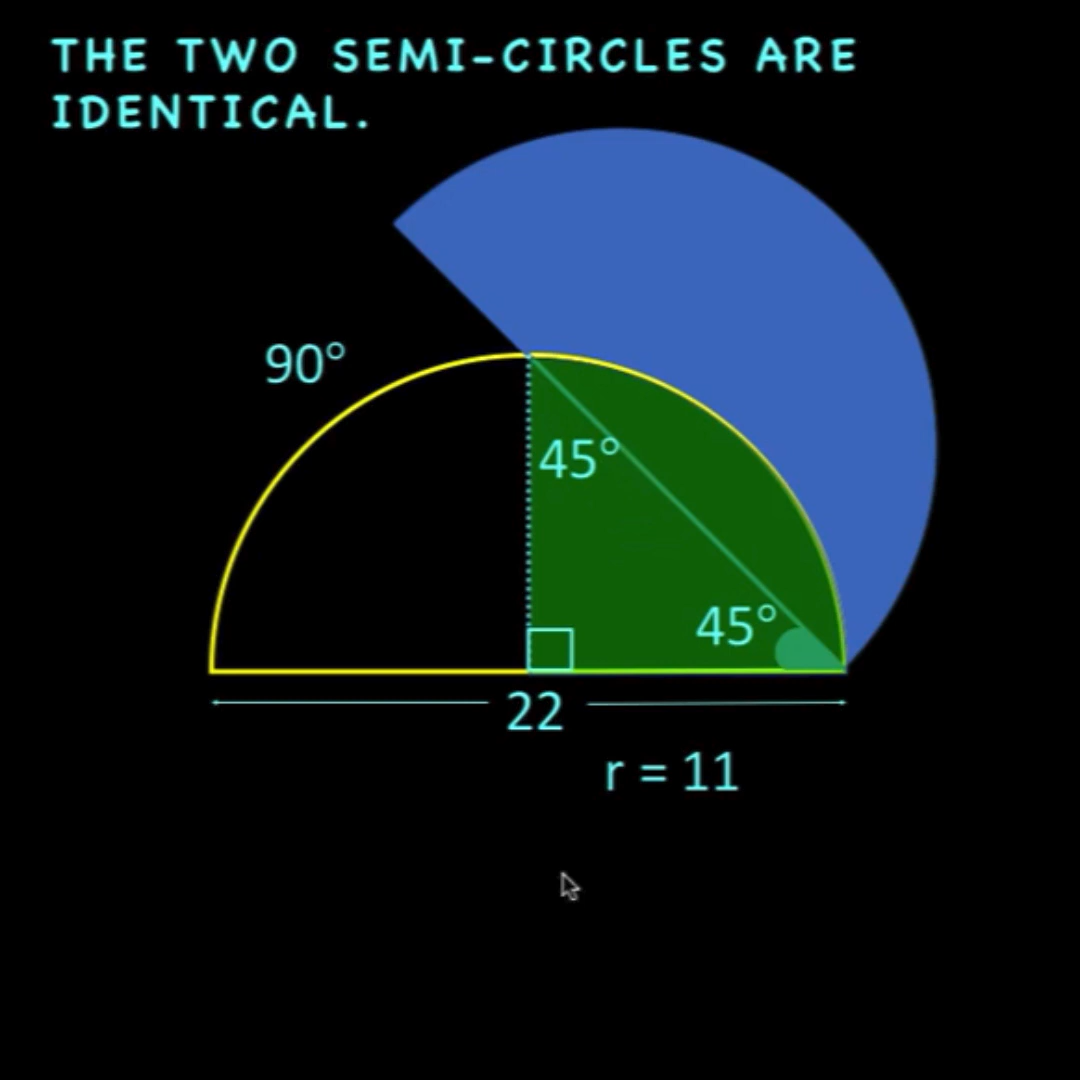 THE TWO SEMI-CIRCLES ARE
IDENTICAL.
90°
45°
45°
22
r = 11